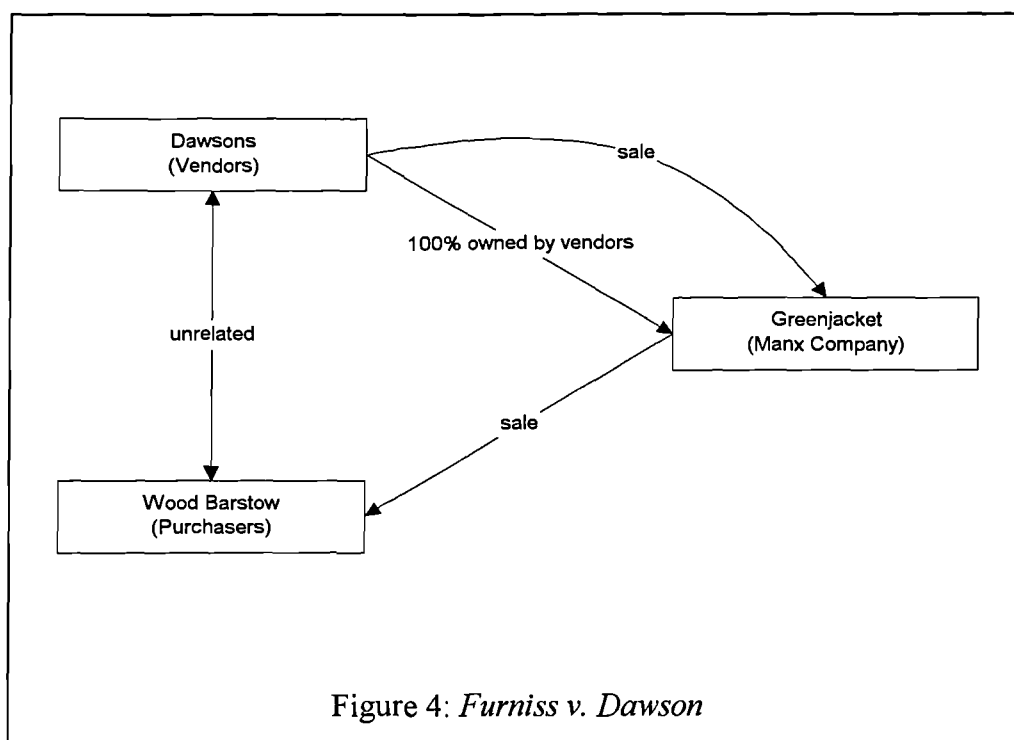 Dawsons
(Vendors)
sale
100% owned by vendors
unrelated
Greenjacket
(Manx Company)
sale
Wood Barstow
(Purchasers)
Figure 4: Furniss v. Dawson